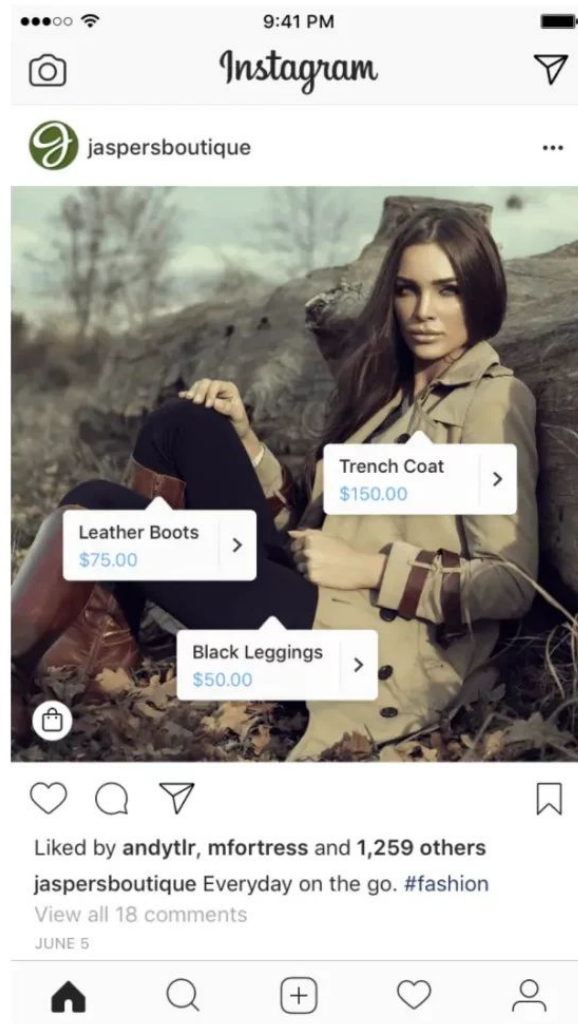 9:41 PM
Instagram
jaspersboutique
Trench Coat
$150.00
Leather Boots
$75.00
Black Leggings
$50.00
Liked by andytlr, mfortress and 1,259 others
jaspersboutique Everyday on the go. #fashion
View all 18 comments
JUNE 5